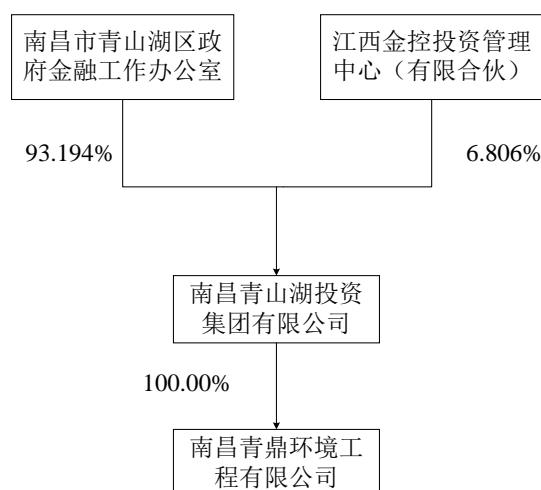 南昌市青山湖区政
府金融工作办公室
江西金控投资管理
中心（有限合伙）
93.194%
6.806%
南昌青山湖投资
集团有限公司
100.00%
南昌青鼎环境工
程有限公司